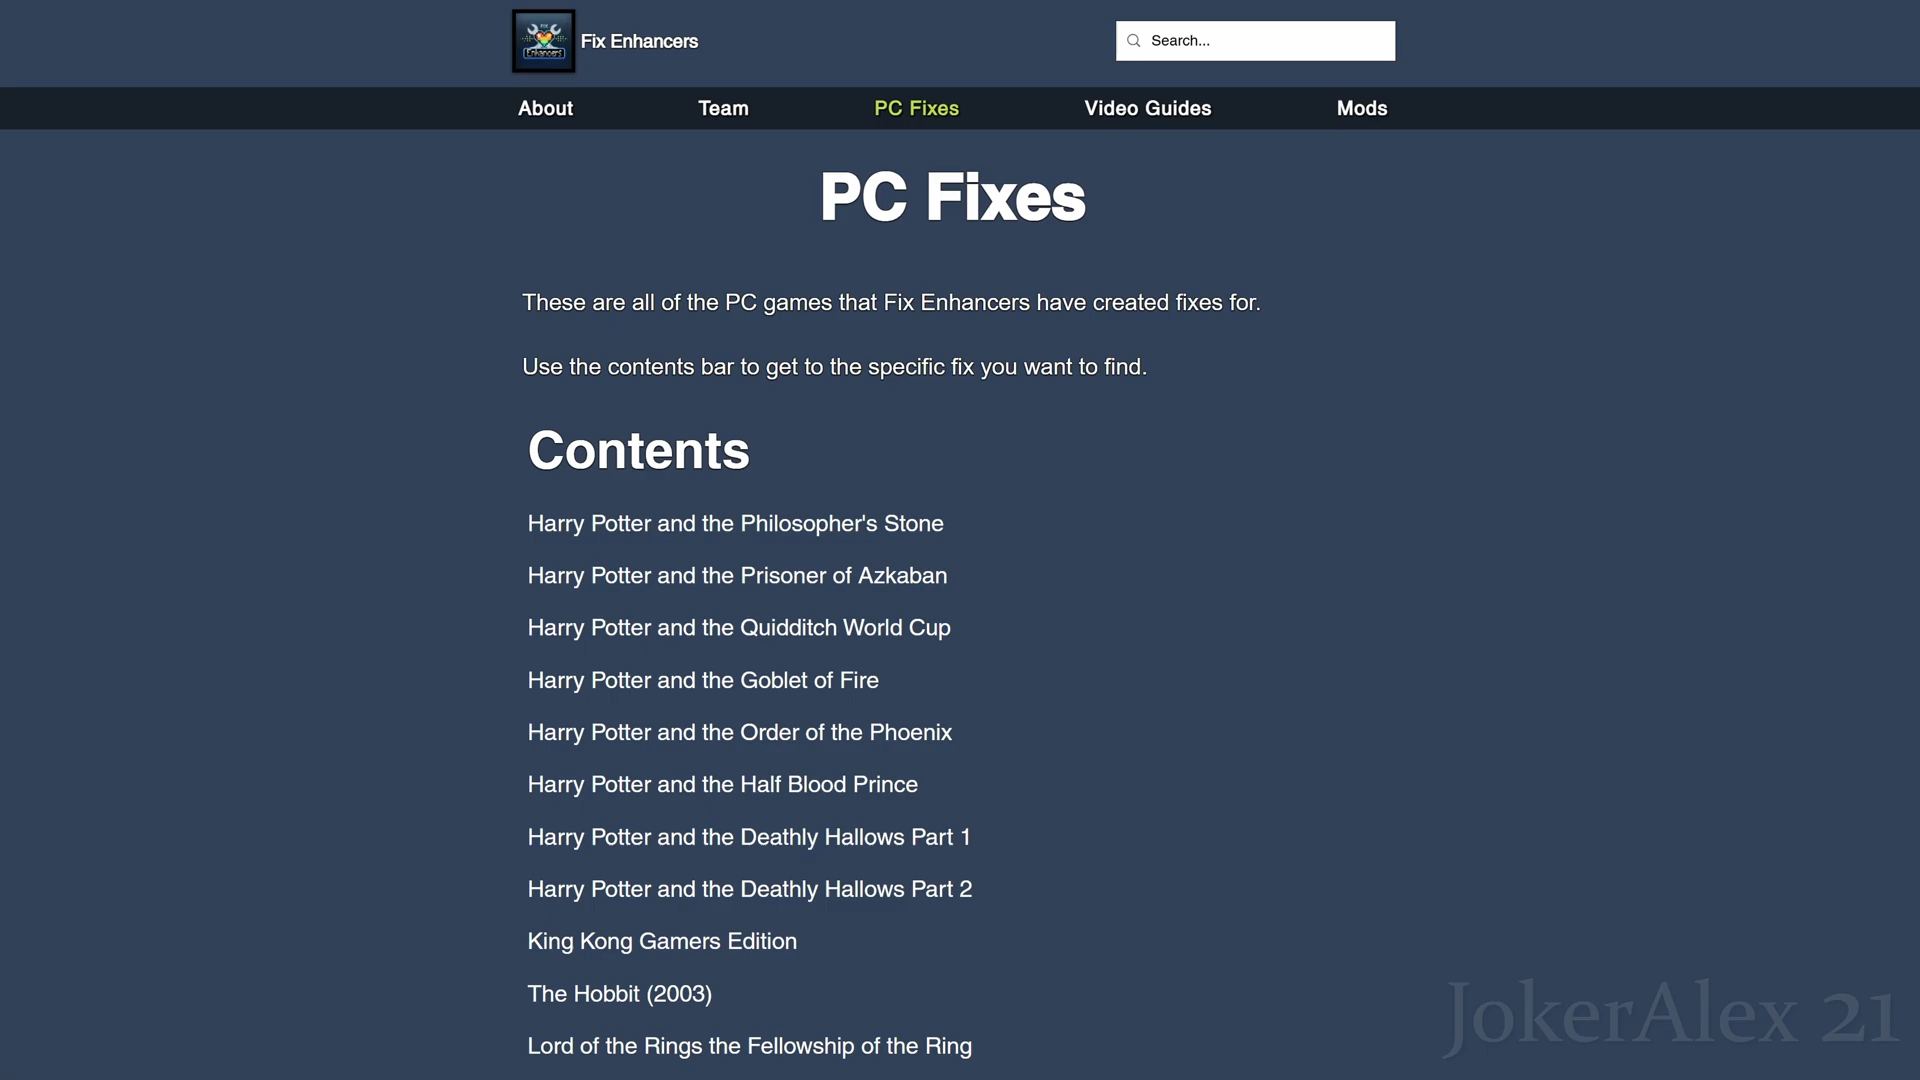 Fix
Enhancers
Fix Enhancers
Search...
About Team PC Fixes Video Guides Mods
PC Fixes
These are all of the PC games that Fix Enhancers have created fixes for.
Use the contents bar to get to the specific fix you want to find.
Contents
Harry Potter and the Philosopher's Stone
Harry Potter and the Prisoner of Azkaban
Harry Potter and the Quidditch World Cup
Harry Potter and the Goblet of Fire
Harry Potter and the Order of the Phoenix
Harry Potter and the Half Blood Prince
Harry Potter and the Deathly Hallows Part 1
Harry Potter and the Deathly Hallows Part 2
King Kong Gamers Edition
The Hobbit (2003)
Lord of the Rings the Fellowship of the Ring
JokerAlex 21